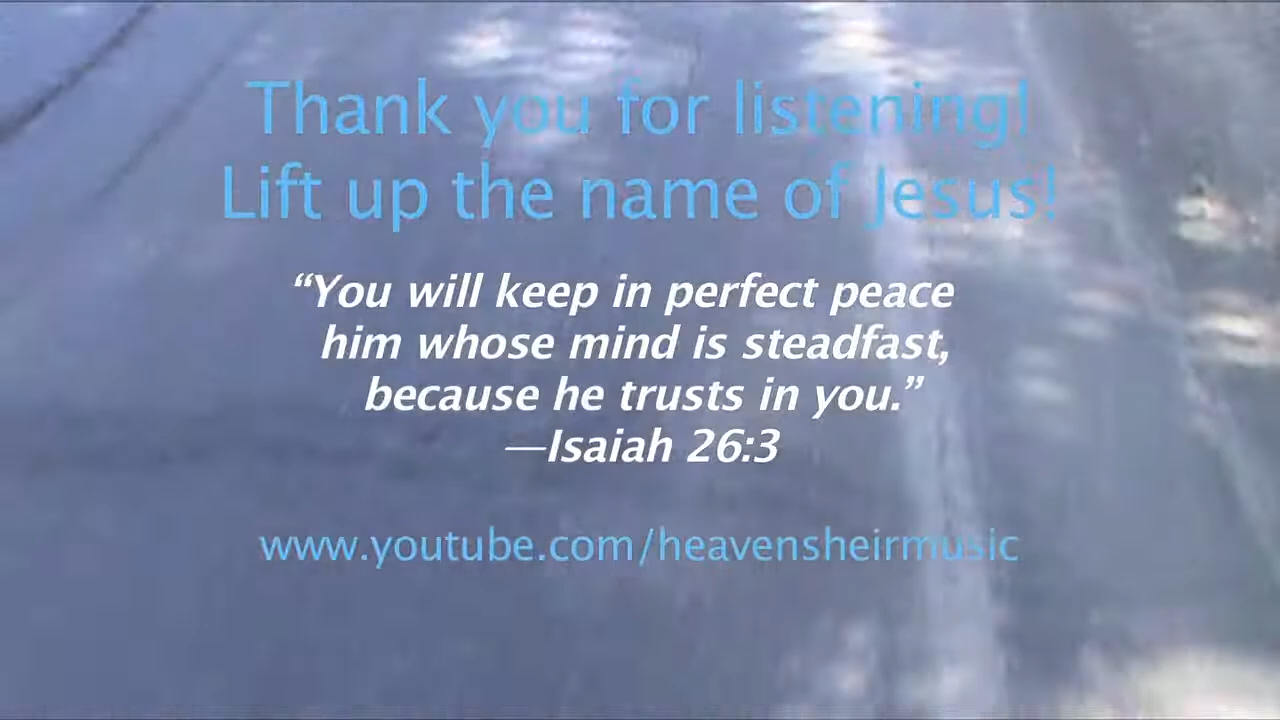 Thank you for listening!
Lift up the name of Jesus!
“You will keep in perfect peace
him whose mind is steadfast,
because he trusts in you.”
—Isaiah 26:3
www.youtube.com/heavensheirmusic